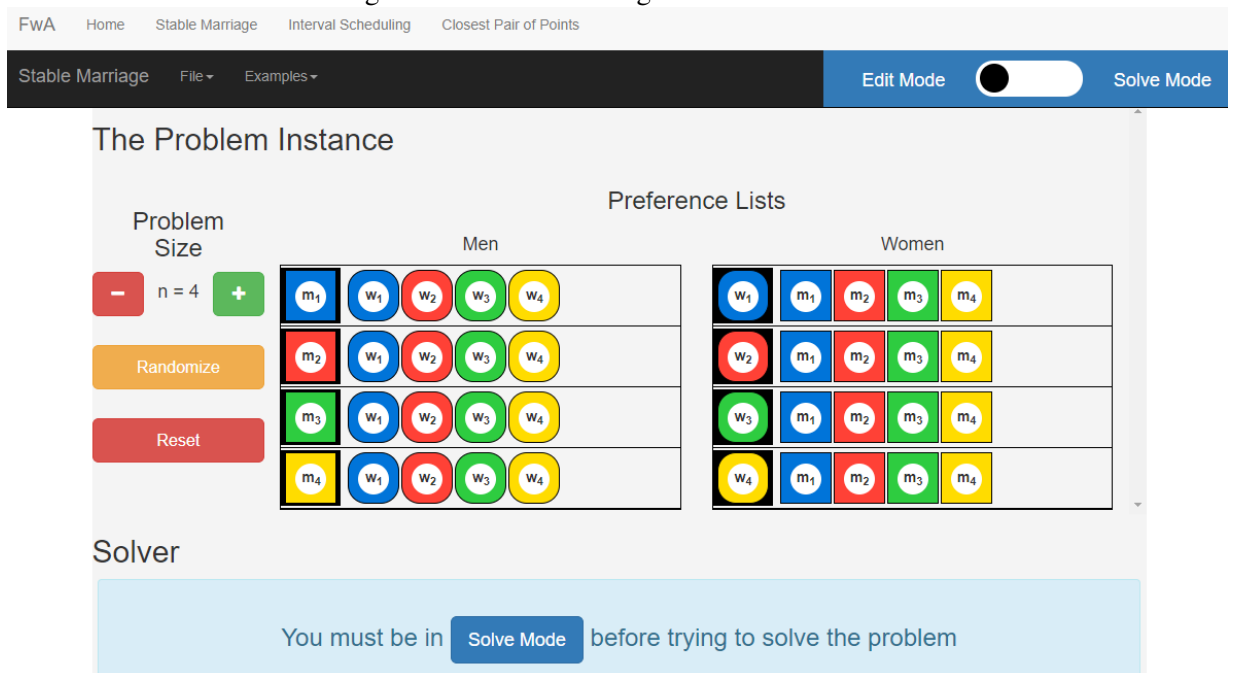 FwA Home Stable Marriage Interval Scheduling Closest Pair of Points
Stable Marriage File Examples Edit Mode Solve Mode
The Problem Instance
Preference Lists
Problem
Size
Men Women
− n = 4 +
m1 w1 w2 w3 w4 w1 m1 m2 m3 m4
m2 w1 w2 w3 w4 w2 m1 m2 m3 m4
Randomize
m3 w1 w2 w3 w4 w3 m1 m2 m3 m4
Reset
m4 w1 w2 w3 w4 w4 m1 m2 m3 m4
Solver
You must be in Solve Mode before trying to solve the problem